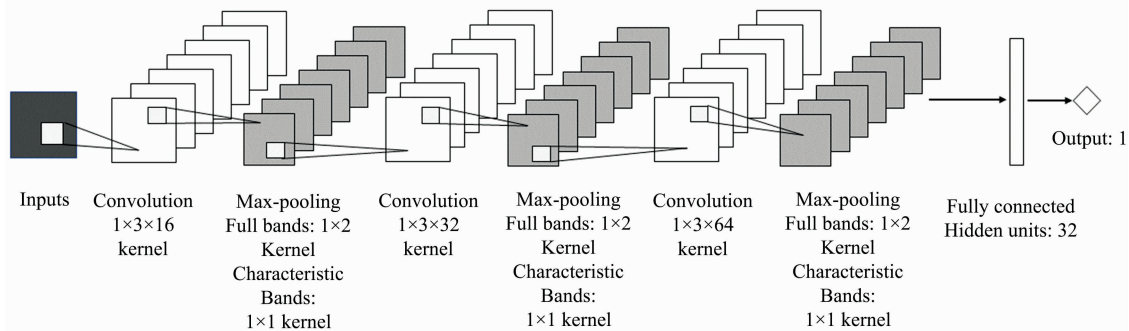 Output: 1
Inputs
Convolution
1×3×16
kernel
Max-pooling
Full bands: 1×2
Kernel
Characteristic
Bands:
1×1 kernel
Convolution
1×3×32
kernel
Max-pooling
Full bands: 1×2
Kernel
Characteristic
Bands:
1×1 kernel
Convolution
1×3×64
kernel
Max-pooling
Full bands: 1×2
Kernel
Characteristic
Bands:
1×1 kernel
Fully connected
Hidden units: 32